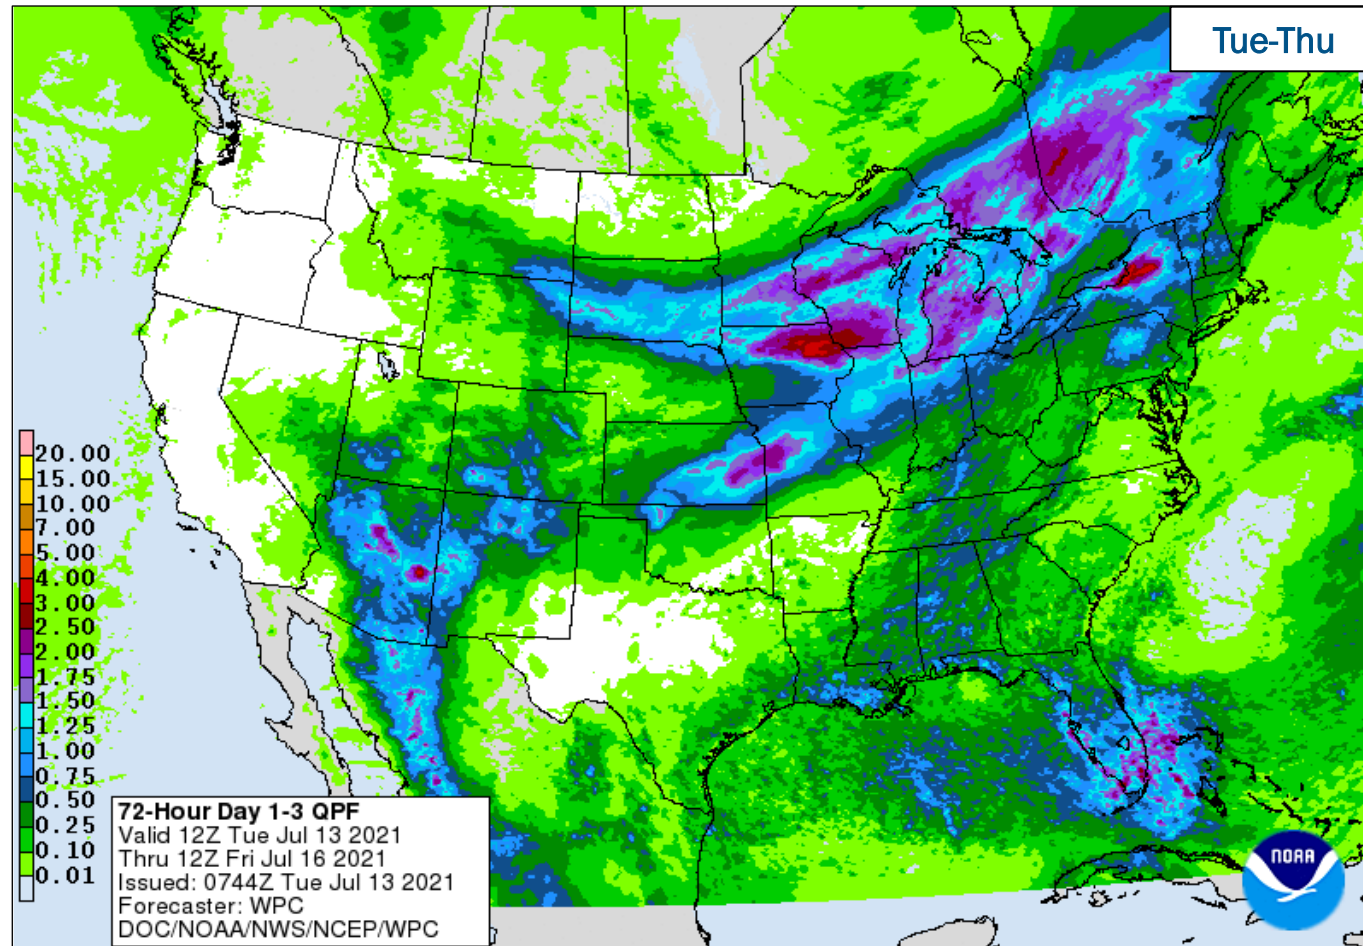 Tue-Thu
20.00
15.00
10.00
7.00
5.00
4.00
3.00
2.50
2.00
1.75
1.50
1.25
1.00
0.75
0.50
0.25
0.10
0.01
72-Hour Day 1-3 QPF
Valid 12Z Tue Jul 13 2021
Thru 12Z Fri Jul 16 2021
Issued: 0744Z Tue Jul 13 2021
Forecaster: WPC
DOC/NOAA/NWS/NCEP/WPC
NOAA